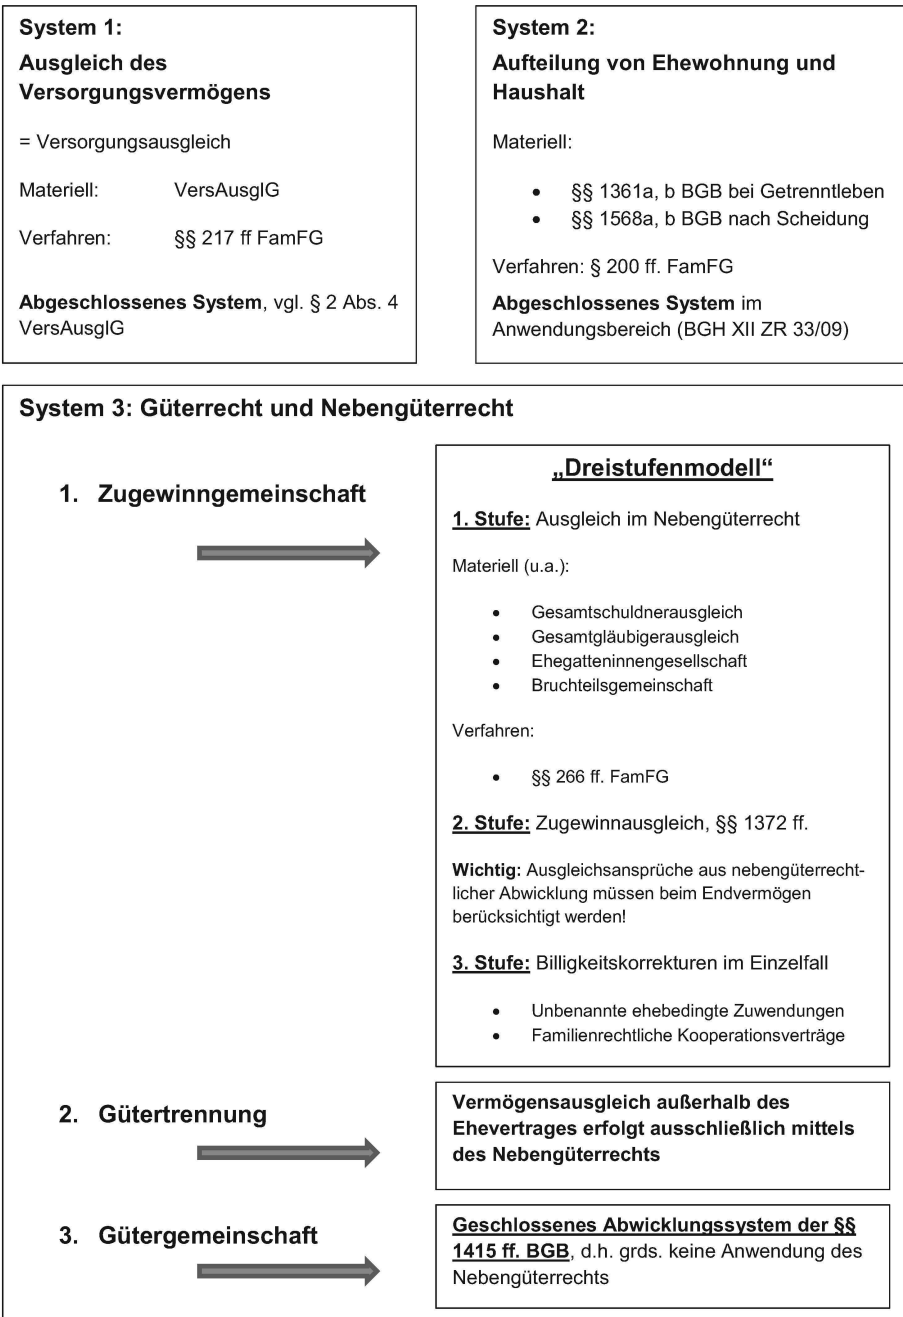 System 1:
Ausgleich des
Versorgungsvermögens
= Versorgungsausgleich
Materiell: VersAusglG
Verfahren: §§ 217 ff FamFG
Abgeschlossenes System, vgl. § 2 Abs. 4
VersAusglG
System 2:
Aufteilung von Ehewohnung und
Haushalt
Materiell:
• §§ 1361a, b BGB bei Getrenntleben
• §§ 1568a, b BGB nach Scheidung
Verfahren: § 200 ff. FamFG
Abgeschlossenes System im
Anwendungsbereich (BGH XII ZR 33/09)
System 3: Güterrecht und Nebengüterrecht
1. Zugewinngemeinschaft
„Dreistufenmodell“
1. Stufe: Ausgleich im Nebengüterrecht
Materiell (u.a.):
• Gesamtschuldnerausgleich
• Gesamtgläubigerausgleich
• Ehegatteninnengesellschaft
• Bruchteilsgemeinschaft
Verfahren:
• §§ 266 ff. FamFG
2. Stufe: Zugewinnausgleich, §§ 1372 ff.
Wichtig: Ausgleichsansprüche aus nebengüterrecht-
licher Abwicklung müssen beim Endvermögen
berücksichtigt werden!
3. Stufe: Billigkeitskorrekturen im Einzelfall
• Unbenannte ehebedingte Zuwendungen
• Familienrechtliche Kooperationsverträge
2. Gütertrennung
Vermögensausgleich außerhalb des
Ehevertrages erfolgt ausschließlich mittels
des Nebengüterrechts
3. Gütergemeinschaft
Geschlossenes Abwicklungssystem der §§
1415 ff. BGB, d.h. grds. keine Anwendung des
Nebengüterrechts